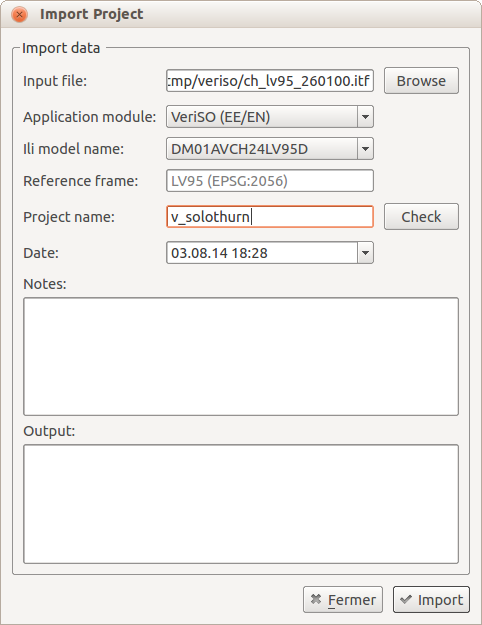 Import Project
Import data
Input file: tmp/veriso/ch_lv95_260100.itf Browse
Application module: VeriSO (EE/EN)
Ili model name: DM01AVCH24LV95D
Reference frame: LV95 (EPSG:2056)
Project name: v_solothurn Check
Date: 03.08.14 18:28
Notes:
Output:
Fermer Import